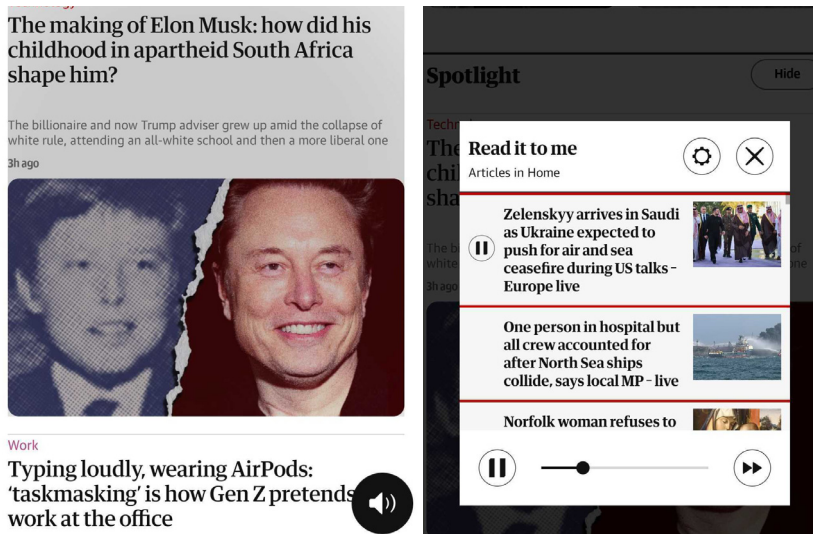 The making of Elon Musk: how did his
childhood in apartheid South Africa
shape him?
The billionaire and now Trump adviser grew up amid the collapse of
white rule, attending an all-white school and then a more liberal one
3h ago
Work
Typing loudly, wearing AirPods:
‘taskmasking’ is how Gen Z pretends
work at the office
Spotlight
Hide
Read it to me
Articles in Home
Zelenskyy arrives in Saudi
as Ukraine expected to
push for air and sea
ceasefire during US talks –
Europe live
One person in hospital but
all crew accounted for
after North Sea ships
collide, says local MP – live
Norfolk woman refuses to